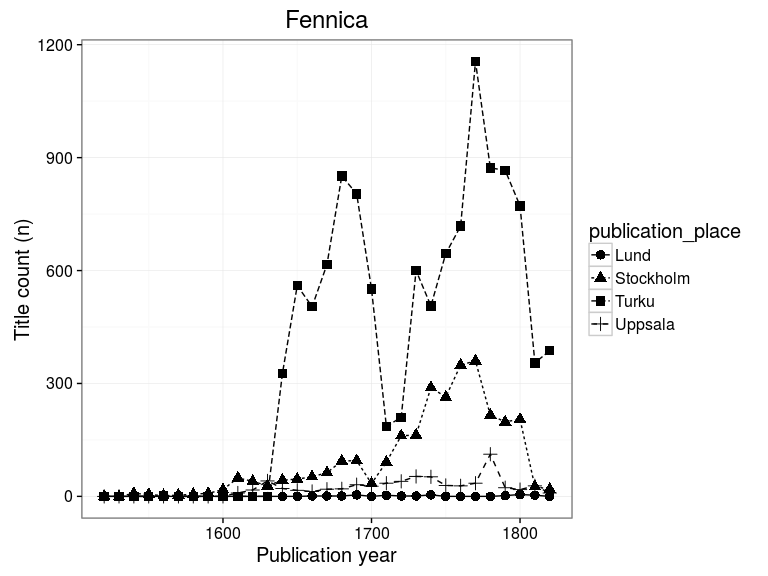 Fennica
1200
900
600
300
0
1600 1700 1800
Publication year
Title count (n)
publication_place
Lund
Stockholm
Turku
Uppsala